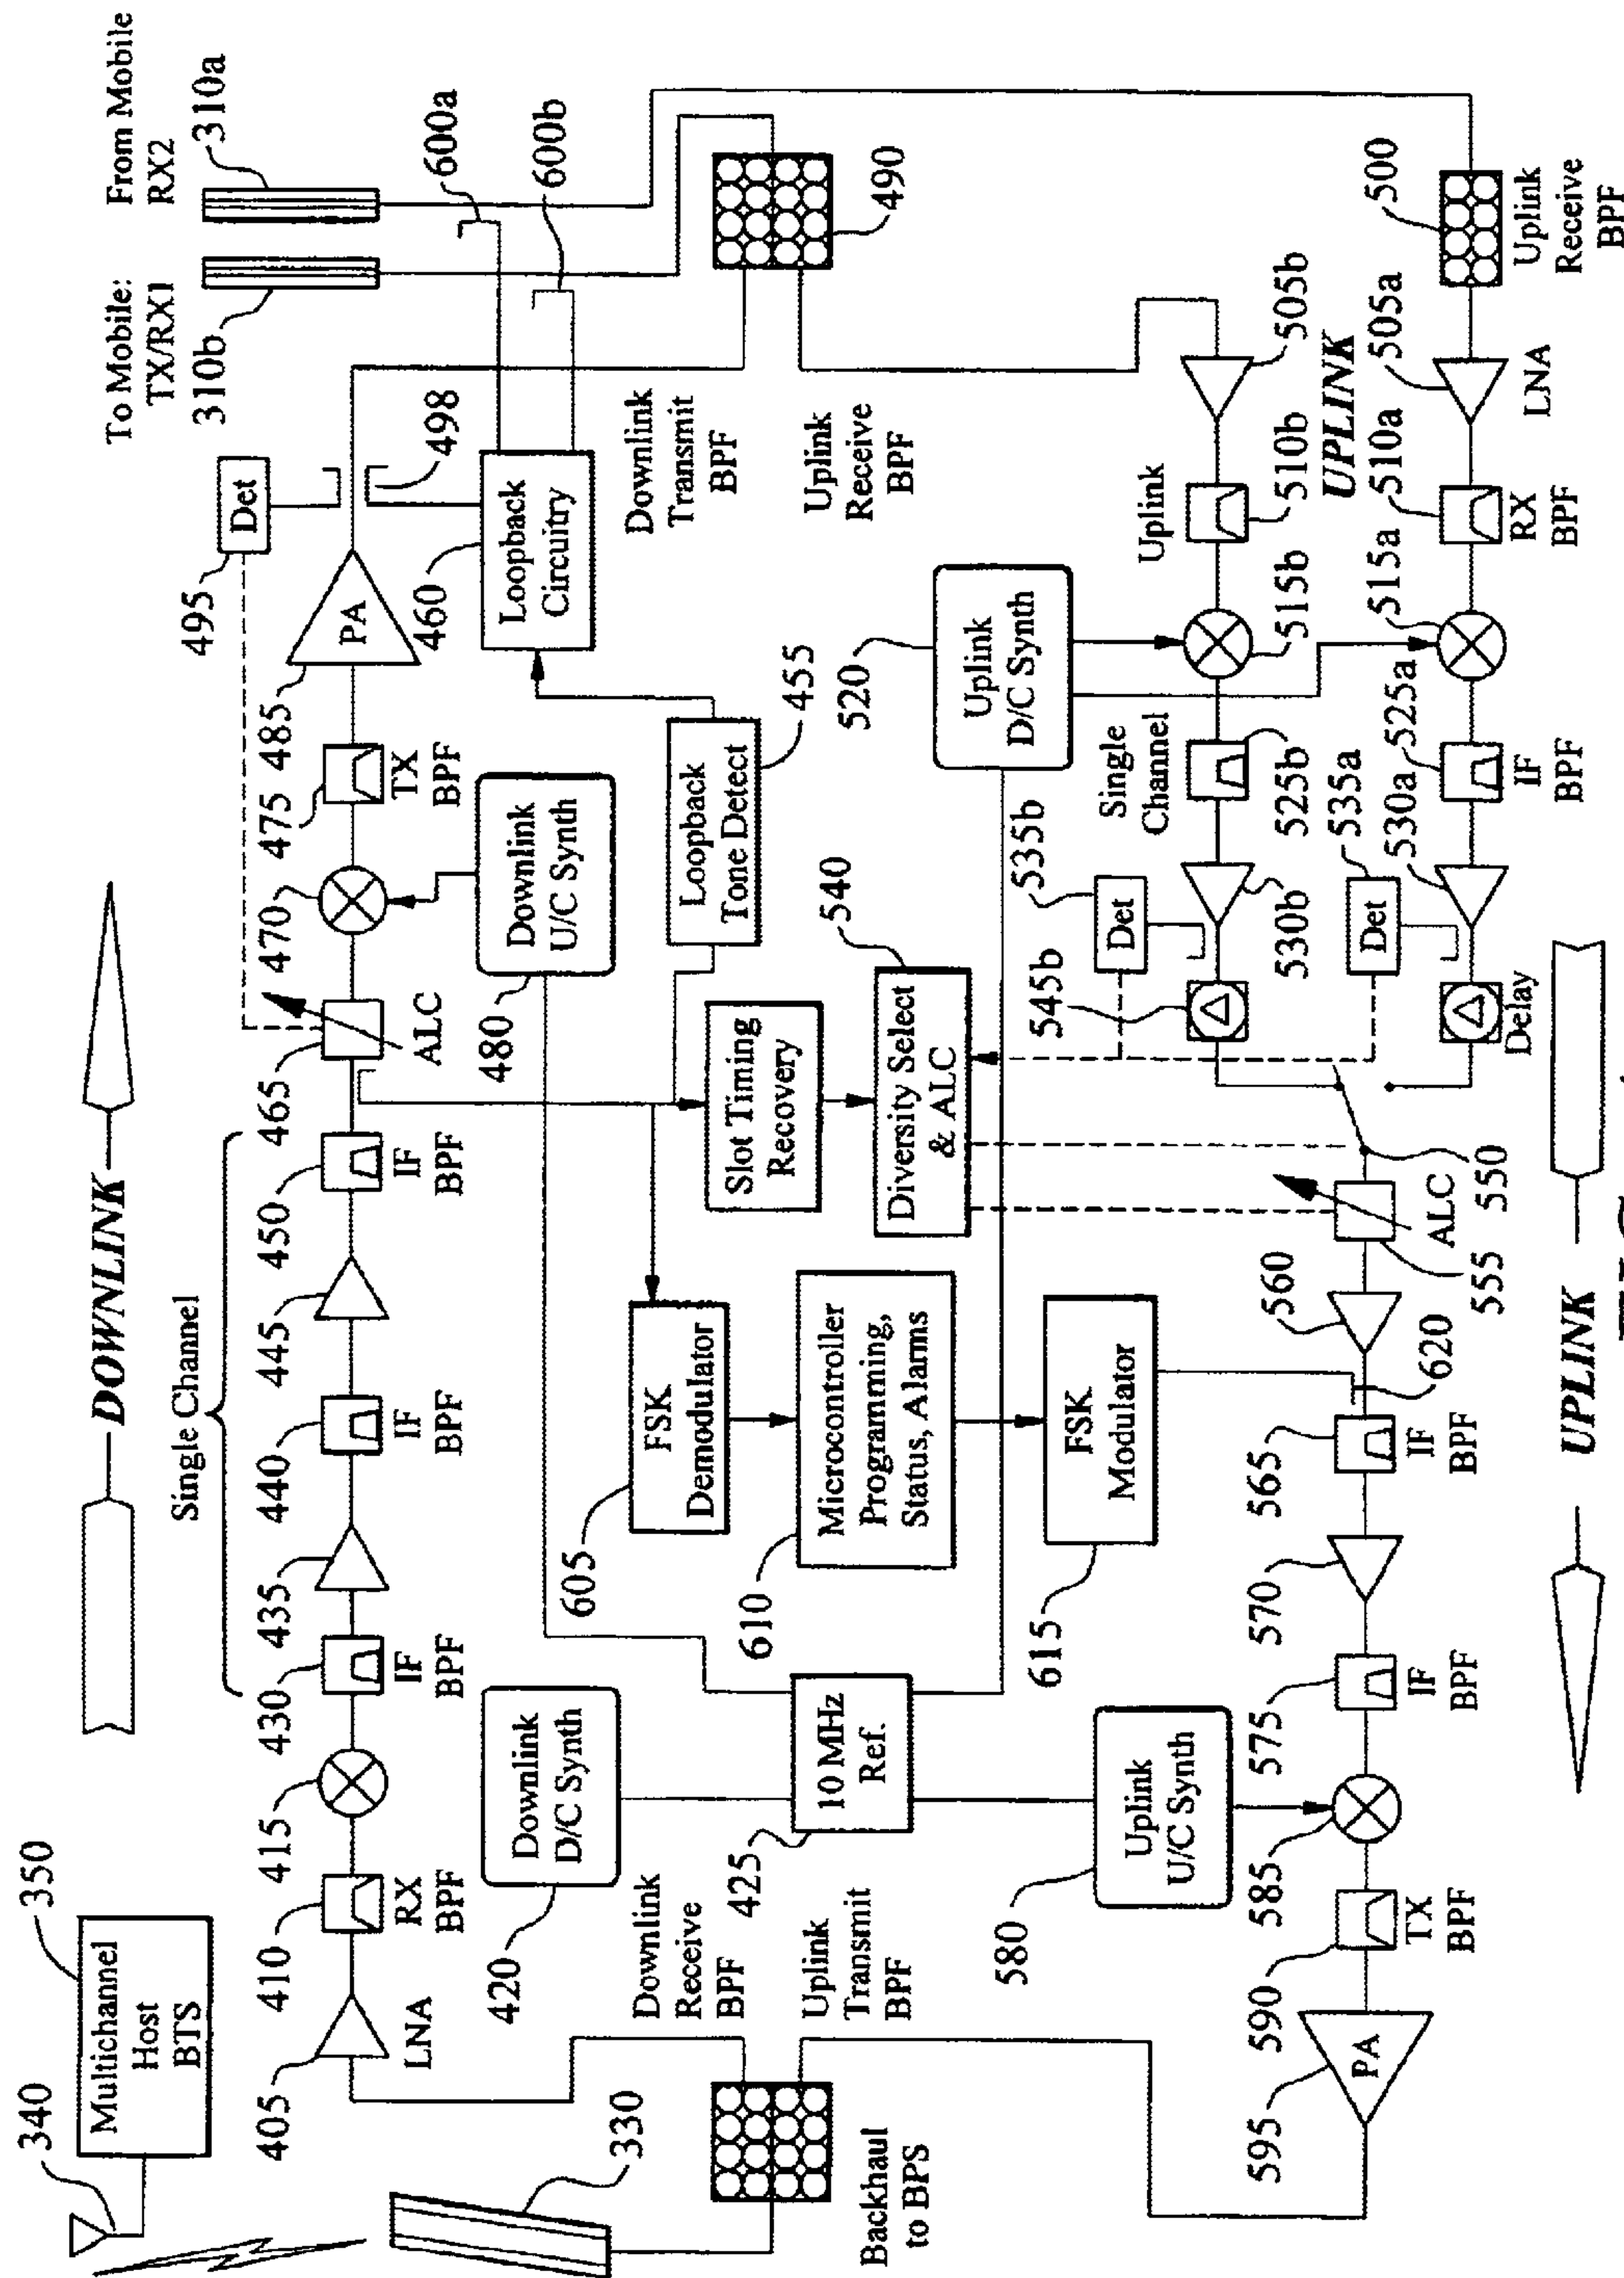 340
Multichannel
Host
BTS
350
DOWNLINK
Single Channel
405
LNA
410
RX
BPF
415
430
IF
BPF
435
440
IF
BPF
445
450
IF
BPF
465
ALC
470
475
TX
BPF
485
PA
495
Det
To Mobile:
TX/RX1
310b
From Mobile
RX2
310a
600a
600b
498
460
Loopback
Circuitry
Downlink
U/C Synth
480
Loopback
Tone Detect
455
Downlink
D/C Synth
420
330
Backhaul
to BPS
Downlink
Receive
BPF
Uplink
Transmit
BPF
425
10 MHz
Ref.
605
FSK
Demodulator
610
Microcontroller
Programming,
Status, Alarms
615
FSK
Modulator
Slot Timing
Recovery
Diversity Select
& ALC
540
Downlink
Transmit
BPF
Uplink
Receive
BPF
490
520
Uplink
D/C Synth
580
Uplink
U/C Synth
535b
Det
545b
530b
Single
Channel
525b
515b
Uplink
510b
505b
UPLINK
535a
Det
Delay
530a
525a
IF
BPF
515a
510a
RX
BPF
505a
LNA
500
Uplink
Receive
BPF
595
PA
590
TX
BPF
585
575
IF
BPF
570
565
IF
BPF
620
560
555
ALC
550
UPLINK